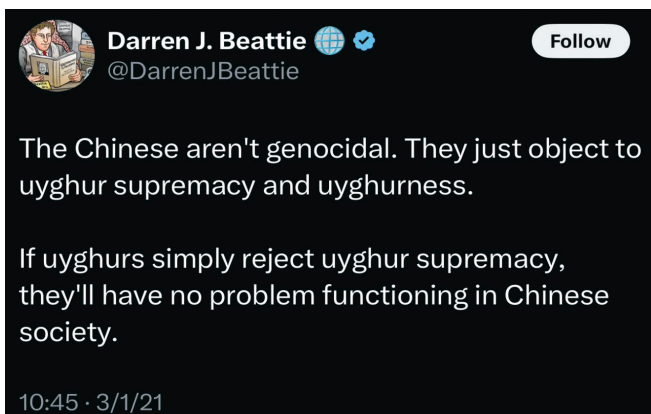 Darren J. Beattie
Follow
@DarrenJBeattie
The Chinese aren't genocidal. They just object to
uyghur supremacy and uyghurness.
If uyghurs simply reject uyghur supremacy,
they'll have no problem functioning in Chinese
society.
10:45 · 3/1/21